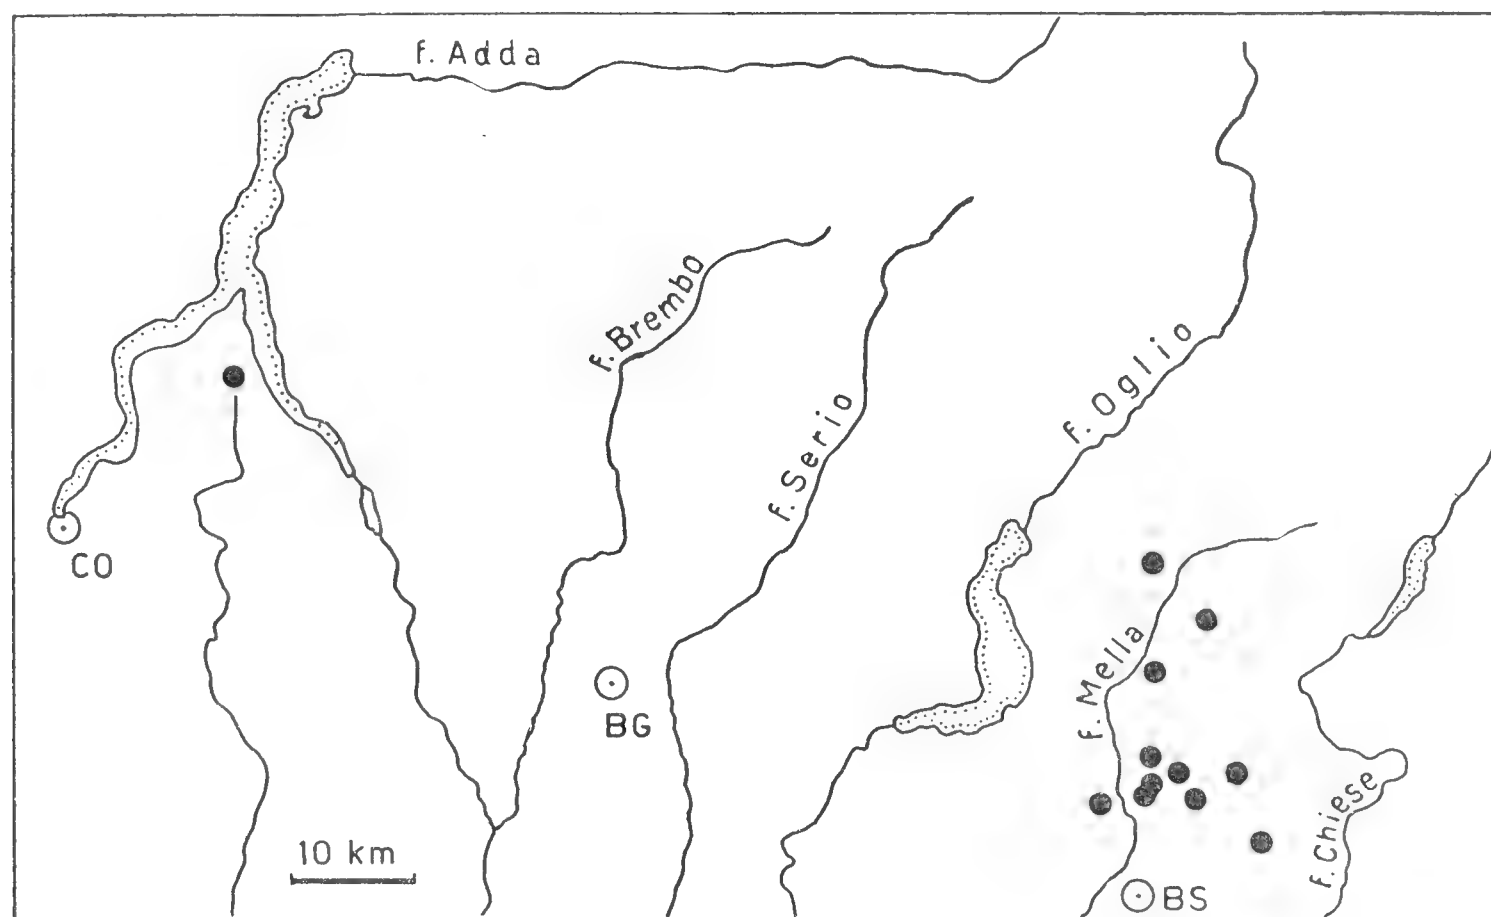 f. Adda
f. Brembo
f. Serio
f. Oglio
CO
f. Mella
BG
f. Chiese
10 km
BS